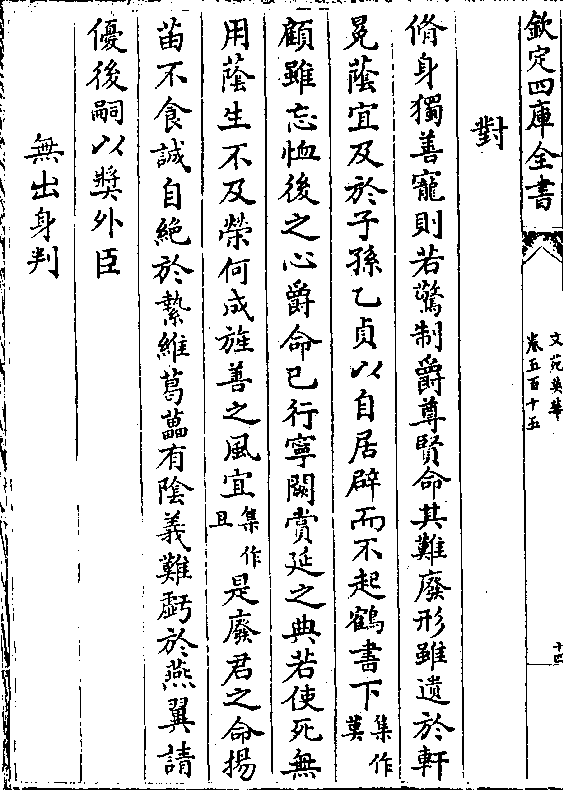 欽定四庫全書
文苑英華
卷五百十五
十四
對
脩身獨善寵則若驚制爵尊賢命其難廢形雖遺於軒
冕蔭宜及於子孫乙貞以自居辟而不起鶴書下集作莫
顧雖忘恤後之心爵命已行寧闕賞延之典若使死無
用蔭生不及榮何成旌善之風宜集作且是廢君之命揚
苗不食誠自絶於縶維葛藟有陰義難虧於燕翼請
優後嗣以獎外臣
無出身判